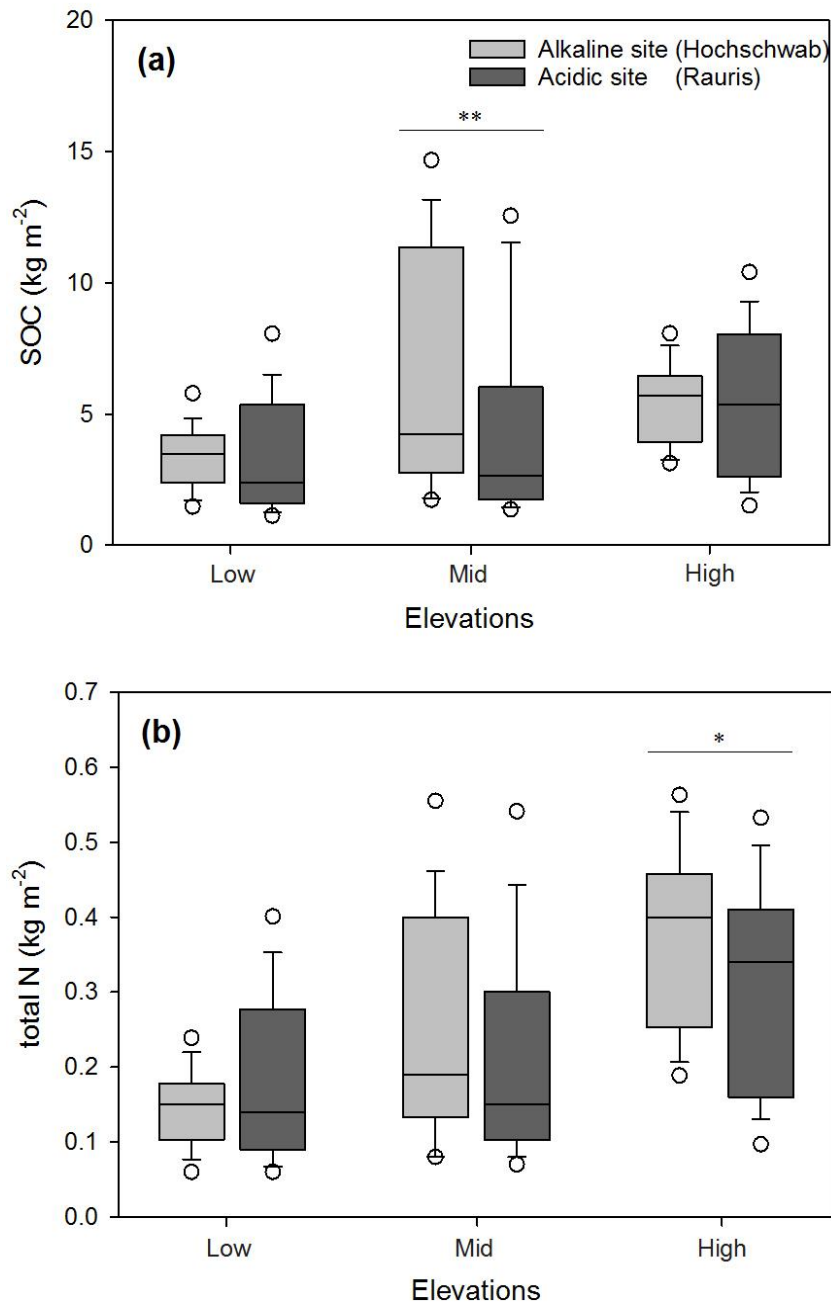 (a)
Alkaline site (Hochschwab)
Acidic site (Rauris)
**
20
15
10
5
0
SOC (kg m-2)
Low Mid High
Elevations
(b)
*
0.7
0.6
0.5
0.4
0.3
0.2
0.1
0.0
total N (kg m-2)
Low Mid High
Elevations